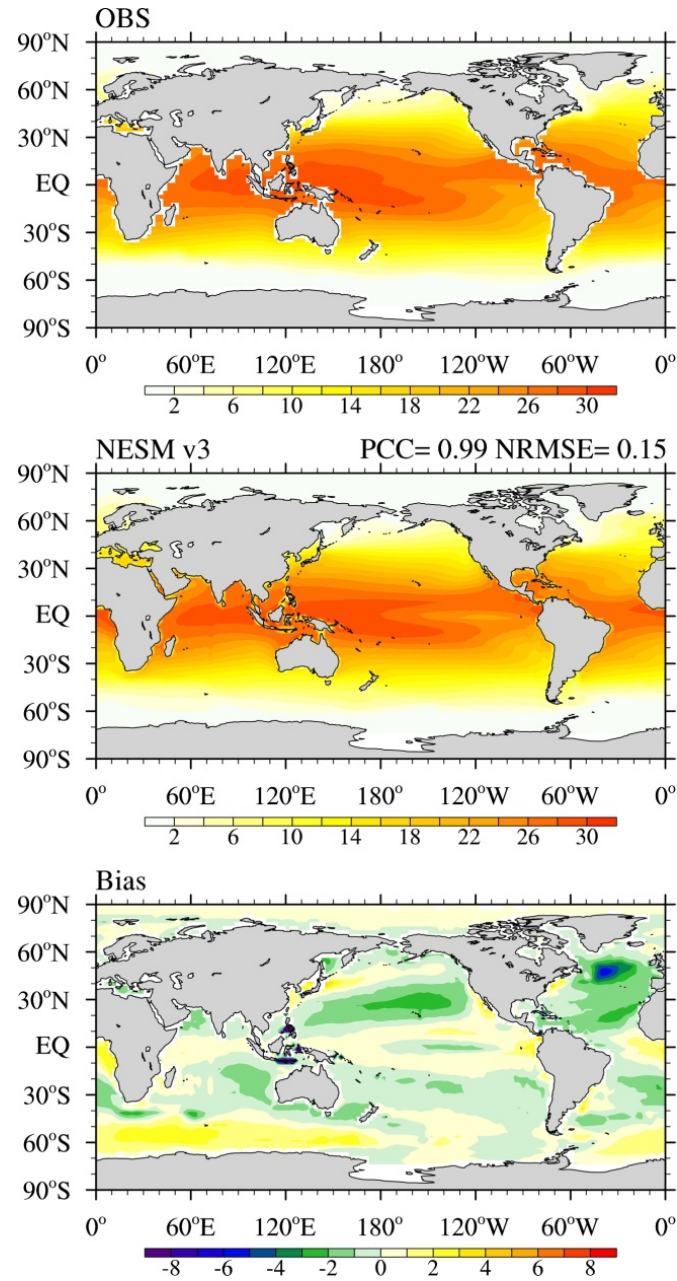 OBS
90°N
60°N
30°N
EQ
30°S
60°S
90°S
0° 60°E 120°E 180° 120°W 60°W 0°
2 6 10 14 18 22 26 30
NESM v3 PCC= 0.99 NRMSE= 0.15
90°N
60°N
30°N
EQ
30°S
60°S
90°S
0° 60°E 120°E 180° 120°W 60°W 0°
2 6 10 14 18 22 26 30
Bias
90°N
60°N
30°N
EQ
30°S
60°S
90°S
0° 60°E 120°E 180° 120°W 60°W 0°
-8 -6 -4 -2 0 2 4 6 8